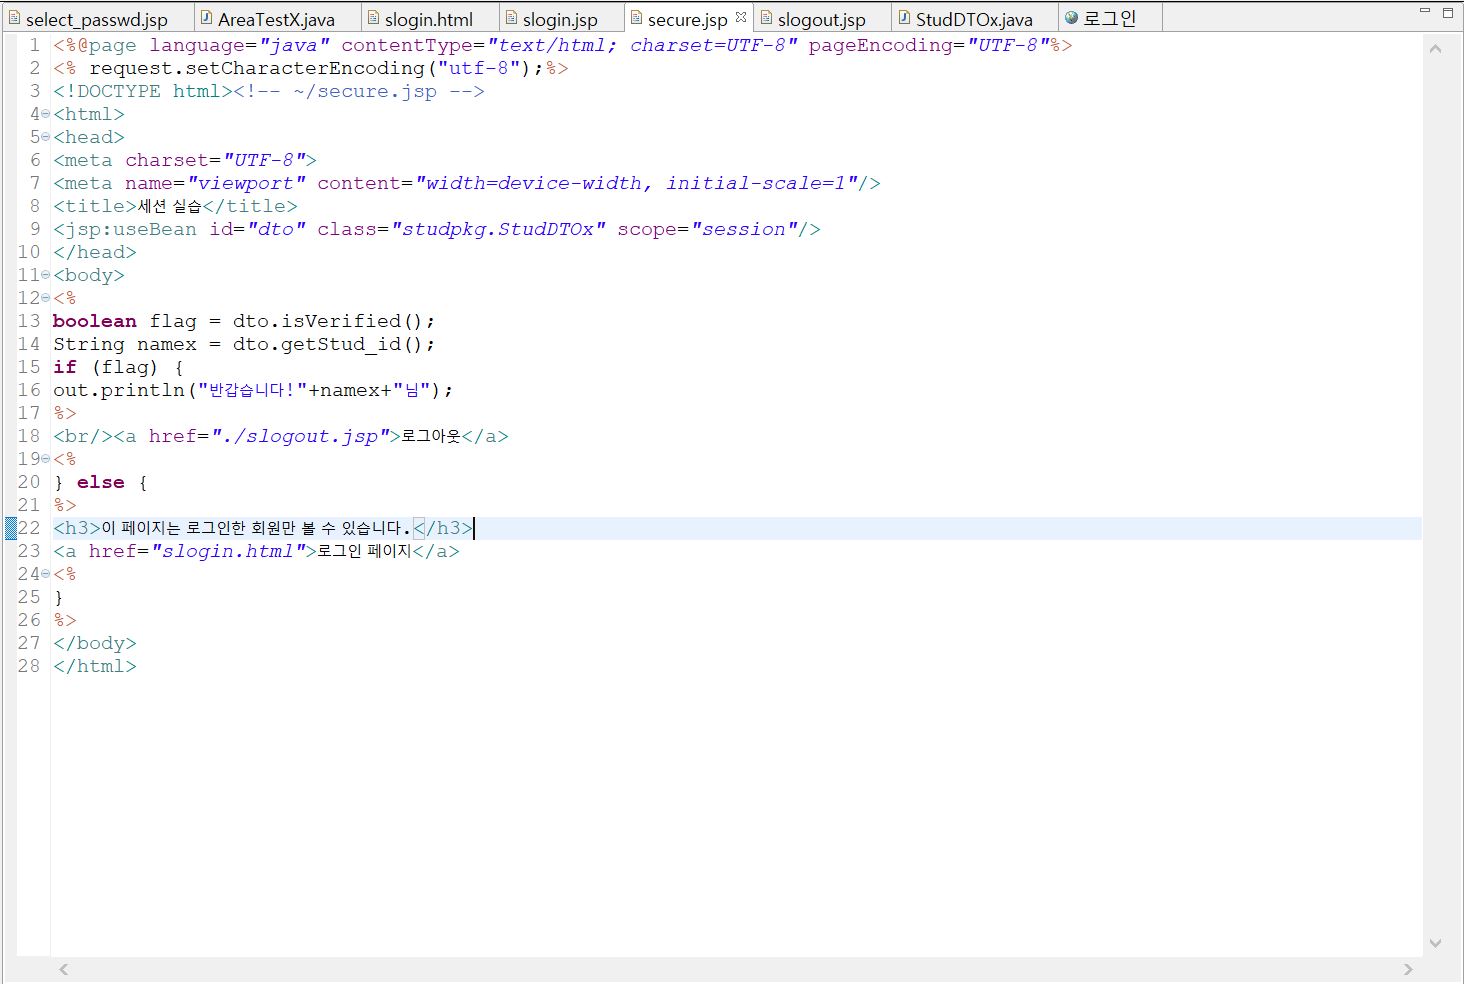 select_passwd.jsp AreaTestX.java slogin.html slogin.jsp secure.jsp slogout.jsp StudDTOx.java 로그인
1 <%@page language="java" contentType="text/html; charset=UTF-8" pageEncoding="UTF-8"%>
2 <% request.setCharacterEncoding("utf-8");%>
3 <!DOCTYPE html><!-- ~/secure.jsp -->
4 <html>
5 <head>
6 <meta charset="UTF-8">
7 <meta name="viewport" content="width=device-width, initial-scale=1"/>
8 <title>세션 실습</title>
9 <jsp:useBean id="dto" class="studpkg.StudDTOx" scope="session"/>
10 </head>
11 <body>
12 <%
13 boolean flag = dto.isVerified();
14 String namex = dto.getStud_id();
15 if (flag) {
16 out.println("반갑습니다!"+namex+"님");
17 %>
18 <br/><a href="./slogout.jsp">로그아웃</a>
19 <%
20 } else {
21 %>
22 <h3>이 페이지는 로그인한 회원만 볼 수 있습니다.</h3>
23 <a href="slogin.html">로그인 페이지</a>
24 <%
25 }
26 %>
27 </body>
28 </html>